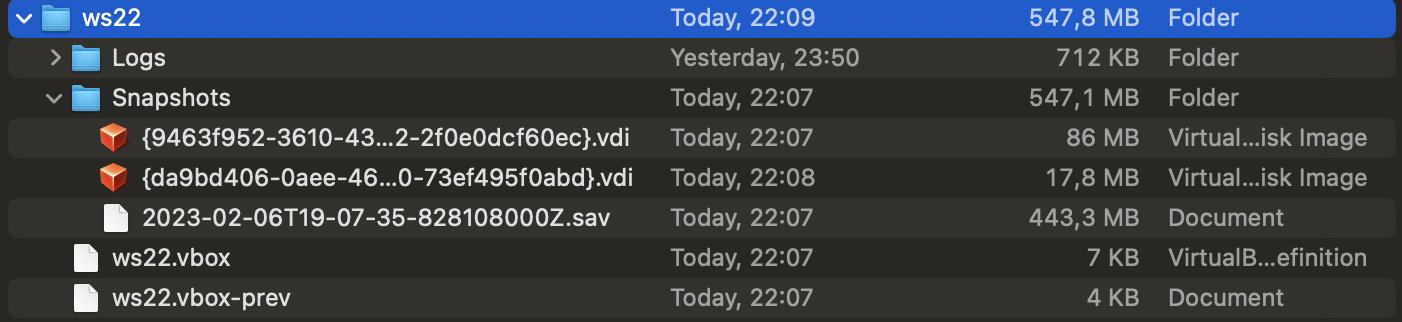 ws22 Today, 22:09 547,8 MB Folder
Logs Yesterday, 23:50 712 KB Folder
Snapshots Today, 22:07 547,1 MB Folder
{9463f952-3610-43...2-2f0e0dcf60ec}.vdi Today, 22:07 86 MB Virtual...isk Image
{da9bd406-0aee-46...0-73ef495f0abd}.vdi Today, 22:08 17,8 MB Virtual...isk Image
2023-02-06T19-07-35-828108000Z.sav Today, 22:07 443,3 MB Document
ws22.vbox Today, 22:07 7 KB VirtualB...efinition
ws22.vbox-prev Today, 22:07 4 KB Document